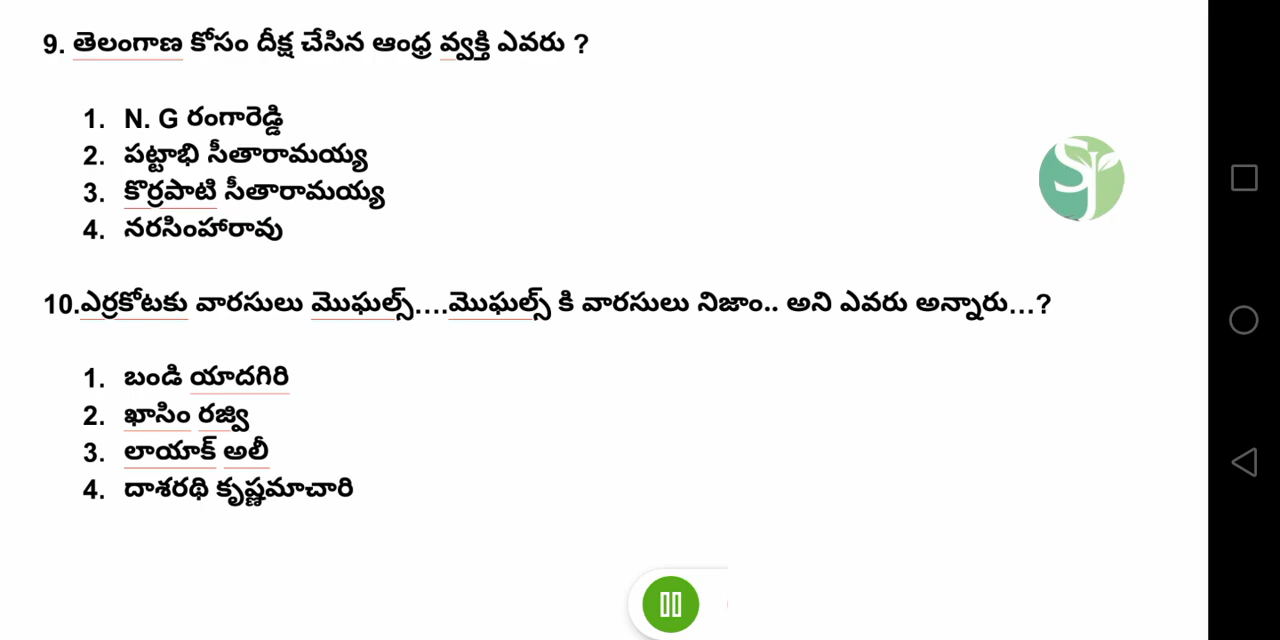 9. తెలంగాణ కోసం దీక్ష చేసిన ఆంధ్ర వ్వక్తి ఎవరు ?
1. N. G రంగారెడ్డి
2. పట్టాభి సీతారామయ్య
3. కొర్రపాటి సీతారామయ్య
4. నరసింహారావు
10.ఎర్రకోటకు వారసులు మొఘల్స్....మొఘల్స్ కి వారసులు నిజాం.. అని ఎవరు అన్నారు...?
1. బండి యాదగిరి
2. ఖాసిం రజ్వి
3. లాయాక్ అలీ
4. దాశరథి కృష్ణమాచారి